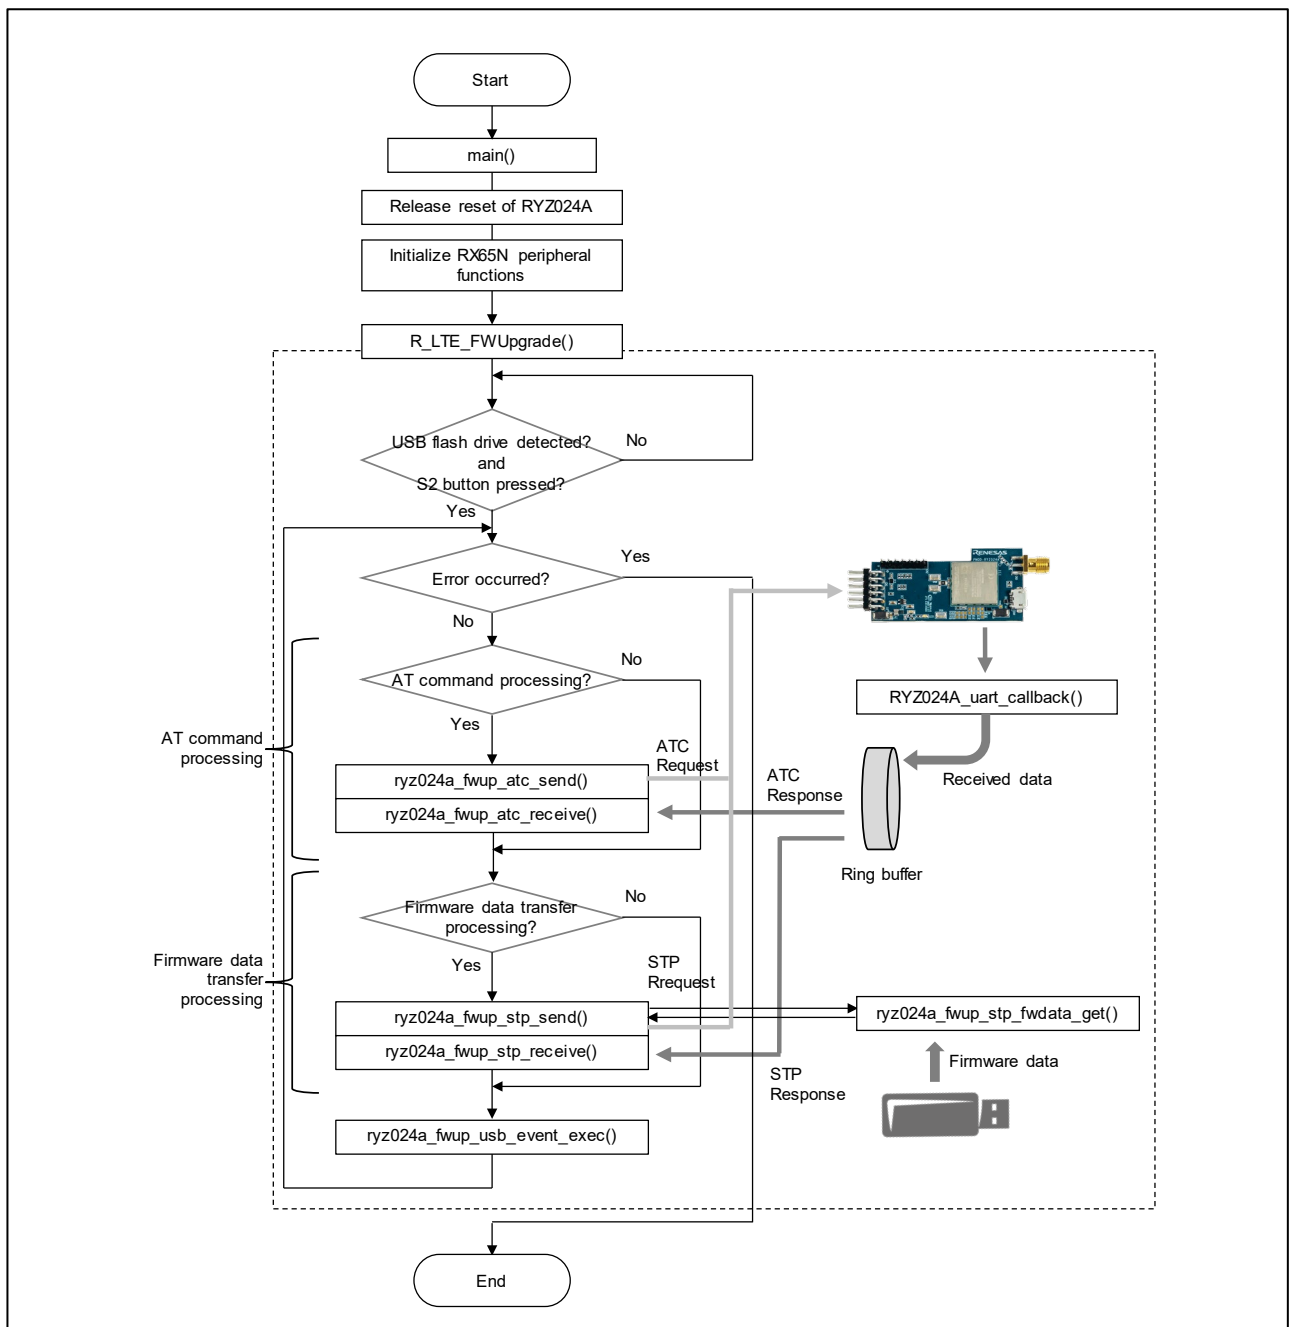 Start
main()
Release reset of RYZ024A
Initialize RX65N peripheral
functions
R_LTE_FWUpgrade()
USB flash drive detected?
and
S2 button pressed?
No
Yes
Error occurred?
Yes
No
RENESAS
AT command processing?
No
Yes
RYZ024A_uart_callback()
AT command
processing
ATC
Request
ryz024a_fwup_atc_send()
ryz024a_fwup_atc_receive()
ATC
Response
Received data
Ring buffer
Firmware data transfer
processing?
No
Yes
Firmware data
transfer
processing
STP
Rrequest
ryz024a_fwup_stp_send()
ryz024a_fwup_stp_receive()
ryz024a_fwup_stp_fwdata_get()
Firmware data
STP
Response
ryz024a_fwup_usb_event_exec()
End